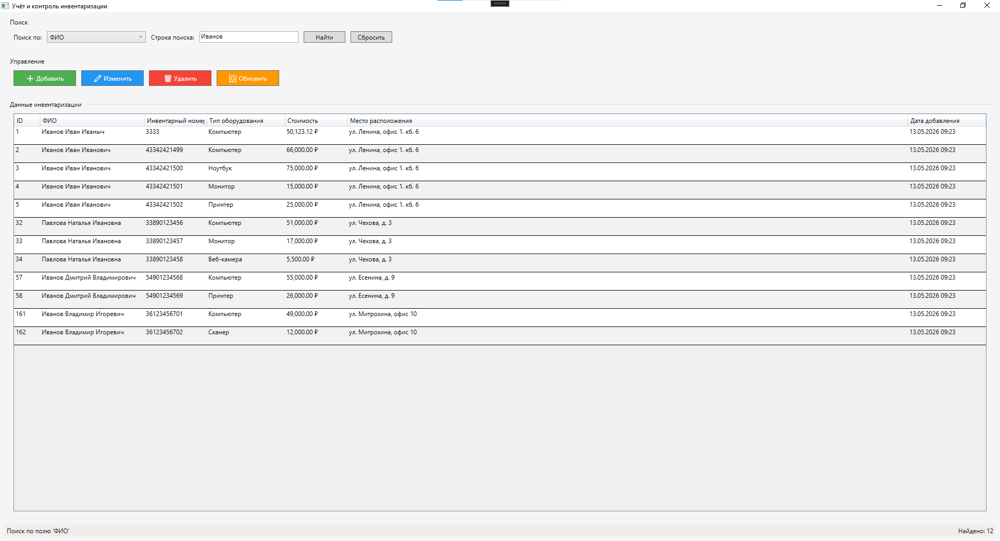 Учёт и контроль инвентаризации
Поиск
Поиск по: ФИО Строка поиска: Иванов Найти Сбросить
Управление
Добавить Изменить Удалить Обновить
Данные инвентаризации
ID ФИО Инвентарный номер Тип оборудования Стоимость Место расположения Дата добавления
1 Иванов Иван Иваныч 3333 Компьютер 50,123.12 ₽ ул. Ленина, офис 1. кб. 6 13.05.2026 09:23
2 Иванов Иван Иванович 43342421499 Компьютер 66,000.00 ₽ ул. Ленина, офис 1. кб. 6 13.05.2026 09:23
3 Иванов Иван Иванович 43342421500 Ноутбук 75,000.00 ₽ ул. Ленина, офис 1. кб. 6 13.05.2026 09:23
4 Иванов Иван Иванович 43342421501 Монитор 15,000.00 ₽ ул. Ленина, офис 1. кб. 6 13.05.2026 09:23
5 Иванов Иван Иванович 43342421502 Принтер 25,000.00 ₽ ул. Ленина, офис 1. кб. 6 13.05.2026 09:23
32 Павлова Наталья Ивановна 33890123456 Компьютер 51,000.00 ₽ ул. Чехова, д. 3 13.05.2026 09:23
33 Павлова Наталья Ивановна 33890123457 Монитор 17,000.00 ₽ ул. Чехова, д. 3 13.05.2026 09:23
34 Павлова Наталья Ивановна 33890123458 Веб-камера 5,500.00 ₽ ул. Чехова, д. 3 13.05.2026 09:23
57 Иванов Дмитрий Владимирович 54901234568 Компьютер 55,000.00 ₽ ул. Есенина, д. 9 13.05.2026 09:23
58 Иванов Дмитрий Владимирович 54901234569 Принтер 26,000.00 ₽ ул. Есенина, д. 9 13.05.2026 09:23
161 Иванов Владимир Игоревич 36123456701 Компьютер 49,000.00 ₽ ул. Митрохина, офис 10 13.05.2026 09:23
162 Иванов Владимир Игоревич 36123456702 Сканер 12,000.00 ₽ ул. Митрохина, офис 10 13.05.2026 09:23
Поиск по полю 'ФИО' Найдено: 12